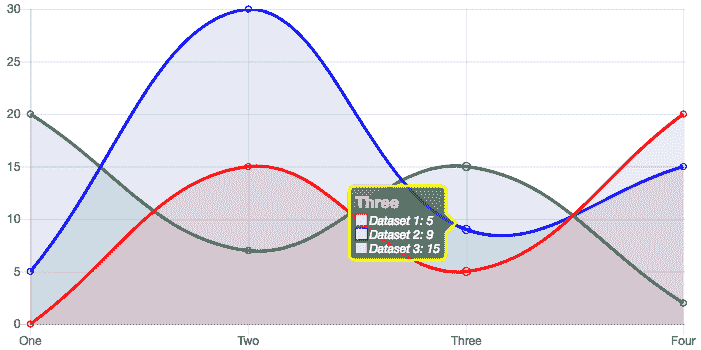 30
25
20
15
10
5
0
Three
Dataset 1: 5
Dataset 2: 9
Dataset 3: 15
One Two Three Four